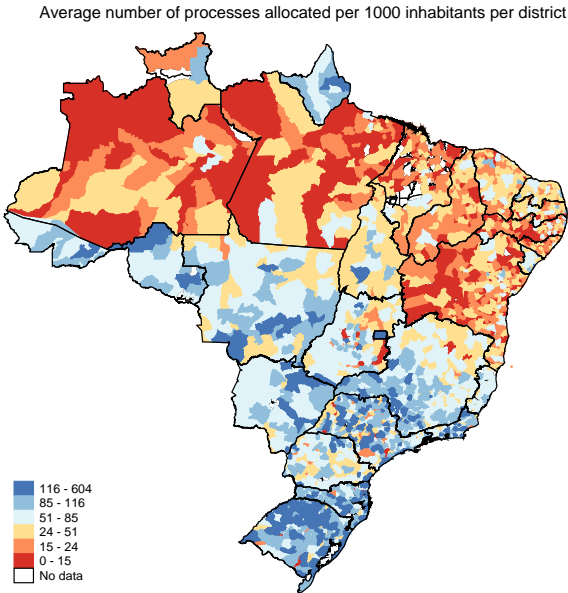 Average number of processes allocated per 1000 inhabitants per district
116 - 604
85 - 116
51 - 85
24 - 51
15 - 24
0 - 15
No data